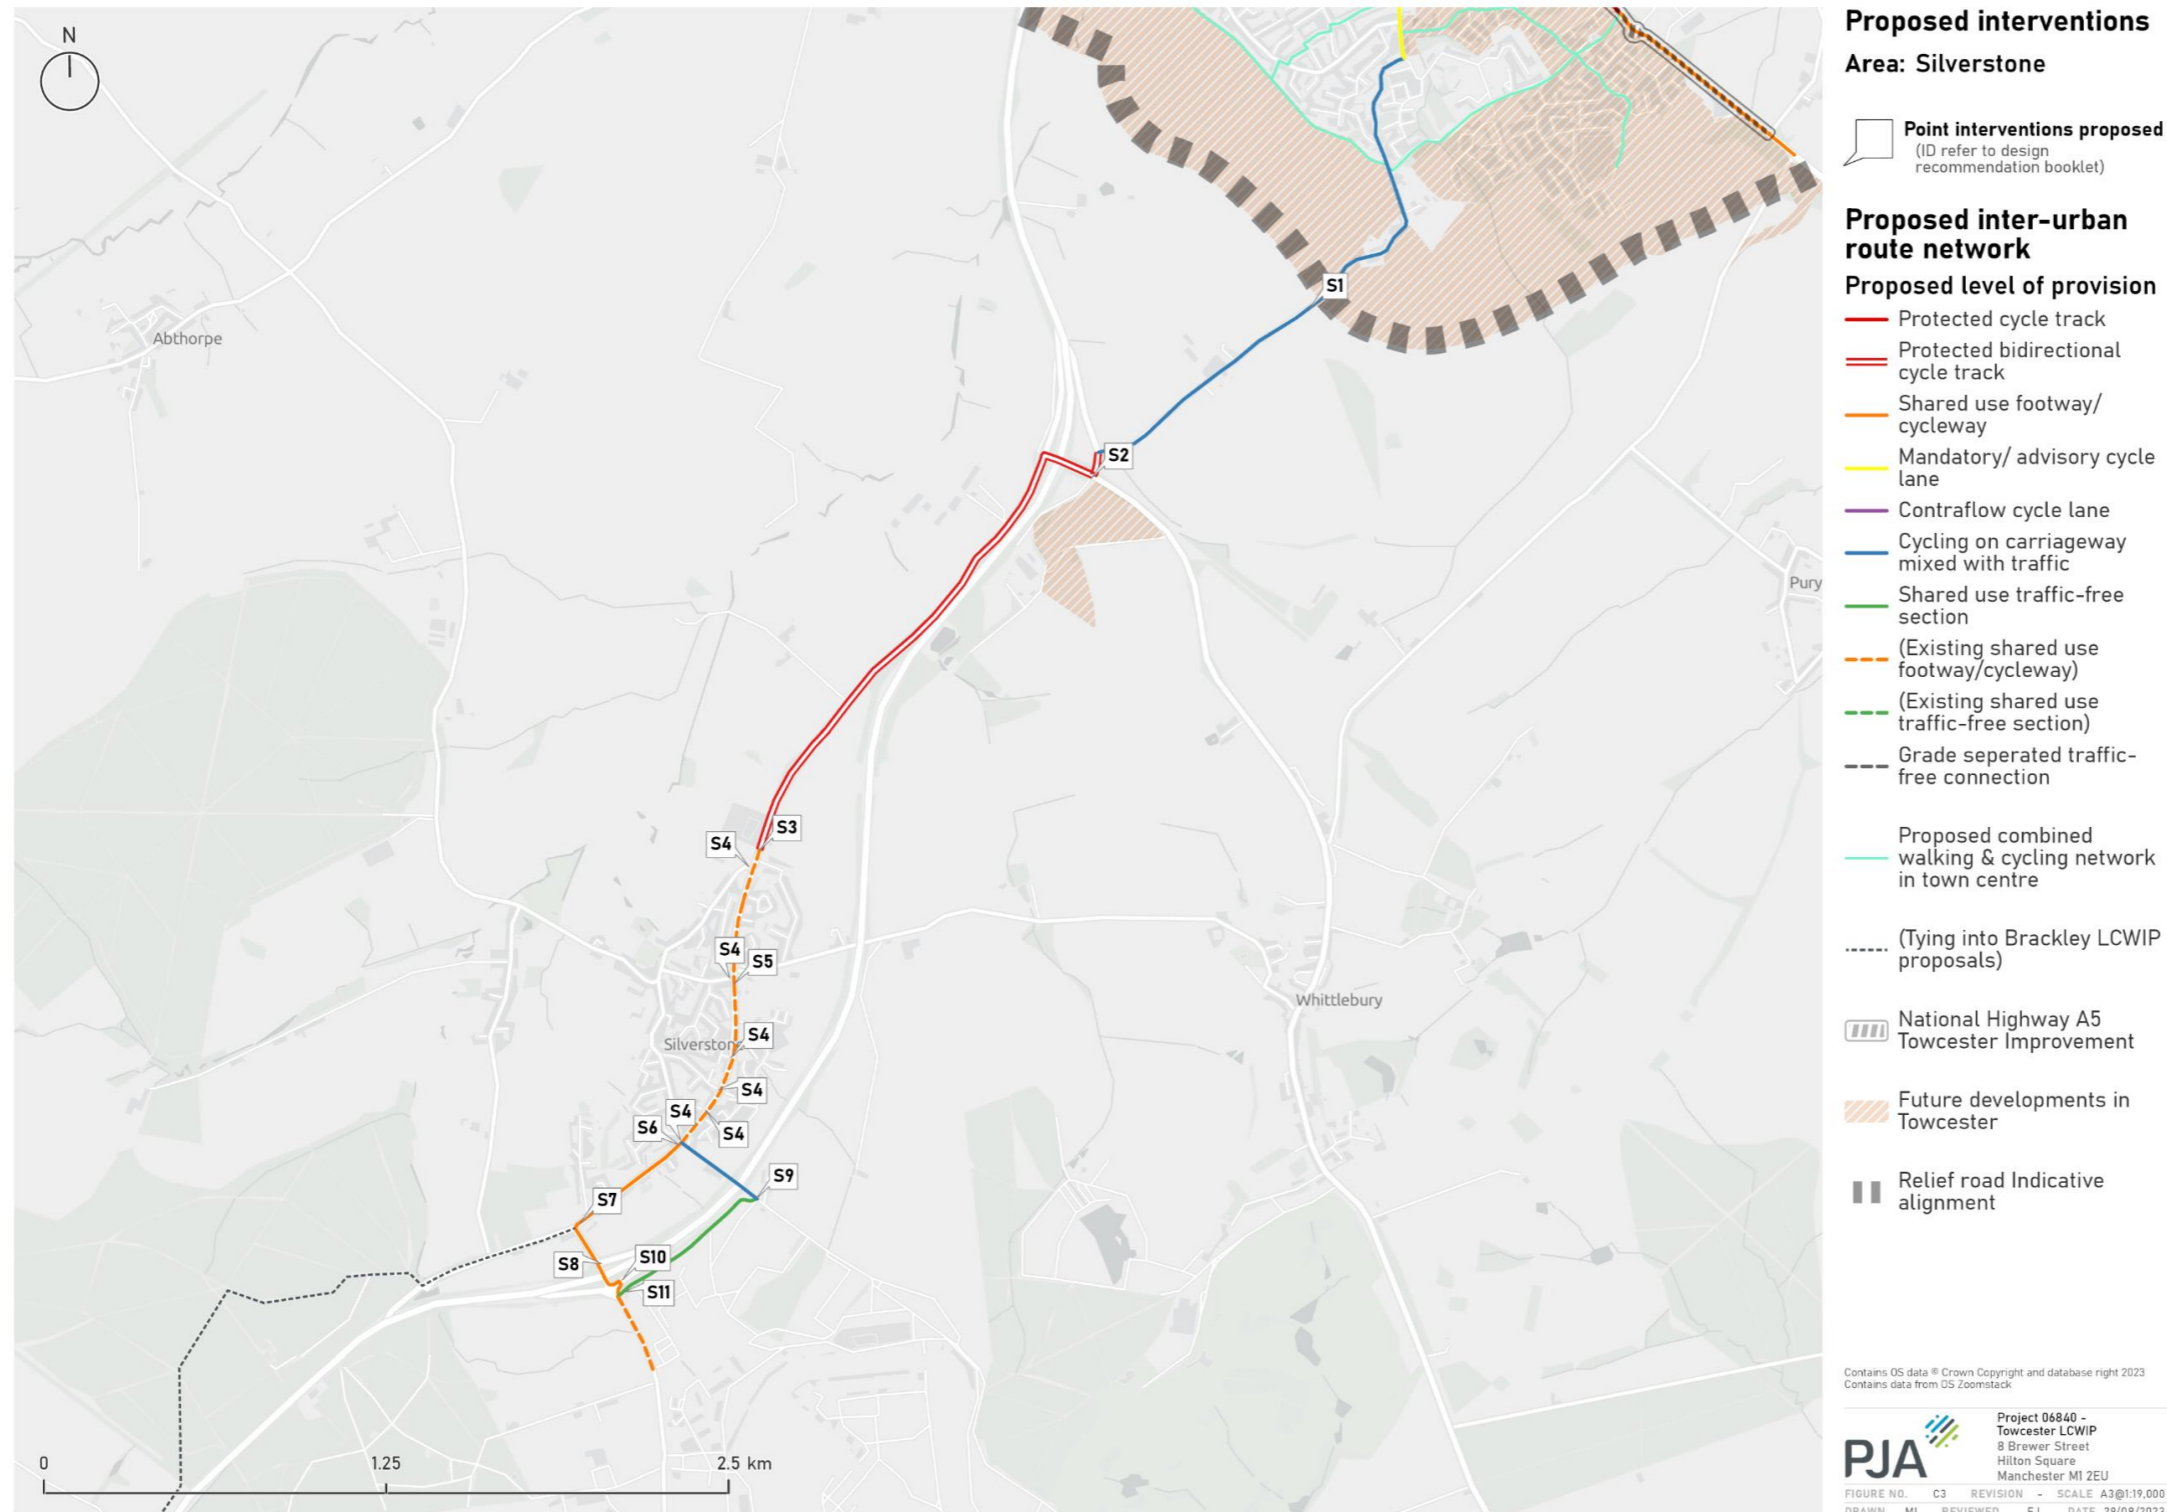 N
Abthorpe
S1
S2
Pury
S3
S4
S4
S5
Whittlebury
S4
Silverston
S4
S4
S6
S4
S9
S7
S10
S8
S11
0
1.25
2.5 km
Proposed interventions
Area: Silverstone
Point interventions proposed
(ID refer to design
recommendation booklet)
Proposed inter-urban
route network
Proposed level of provision
Protected cycle track
Protected bidirectional
cycle track
Shared use footway/
cycleway
Mandatory/ advisory cycle
lane
Contraflow cycle lane
Cycling on carriageway
mixed with traffic
Shared use traffic-free
section
(Existing shared use
footway/cycleway)
(Existing shared use
traffic-free section)
Grade seperated traffic-
free connection
Proposed combined
walking & cycling network
in town centre
(Tying into Brackley LCWIP
proposals)
National Highway A5
Towcester Improvement
Future developments in
Towcester
Relief road Indicative
alignment
Contains OS data © Crown Copyright and database right 2023
Contains data from OS Zoomstack
PJA
Project 06840 -
Towcester LCWIP
8 Brewer Street
Hilton Square
Manchester M1 2EU
FIGURE NO. C3 REVISION - SCALE A3@1:19,000
DRAWN REVIEWED DATE